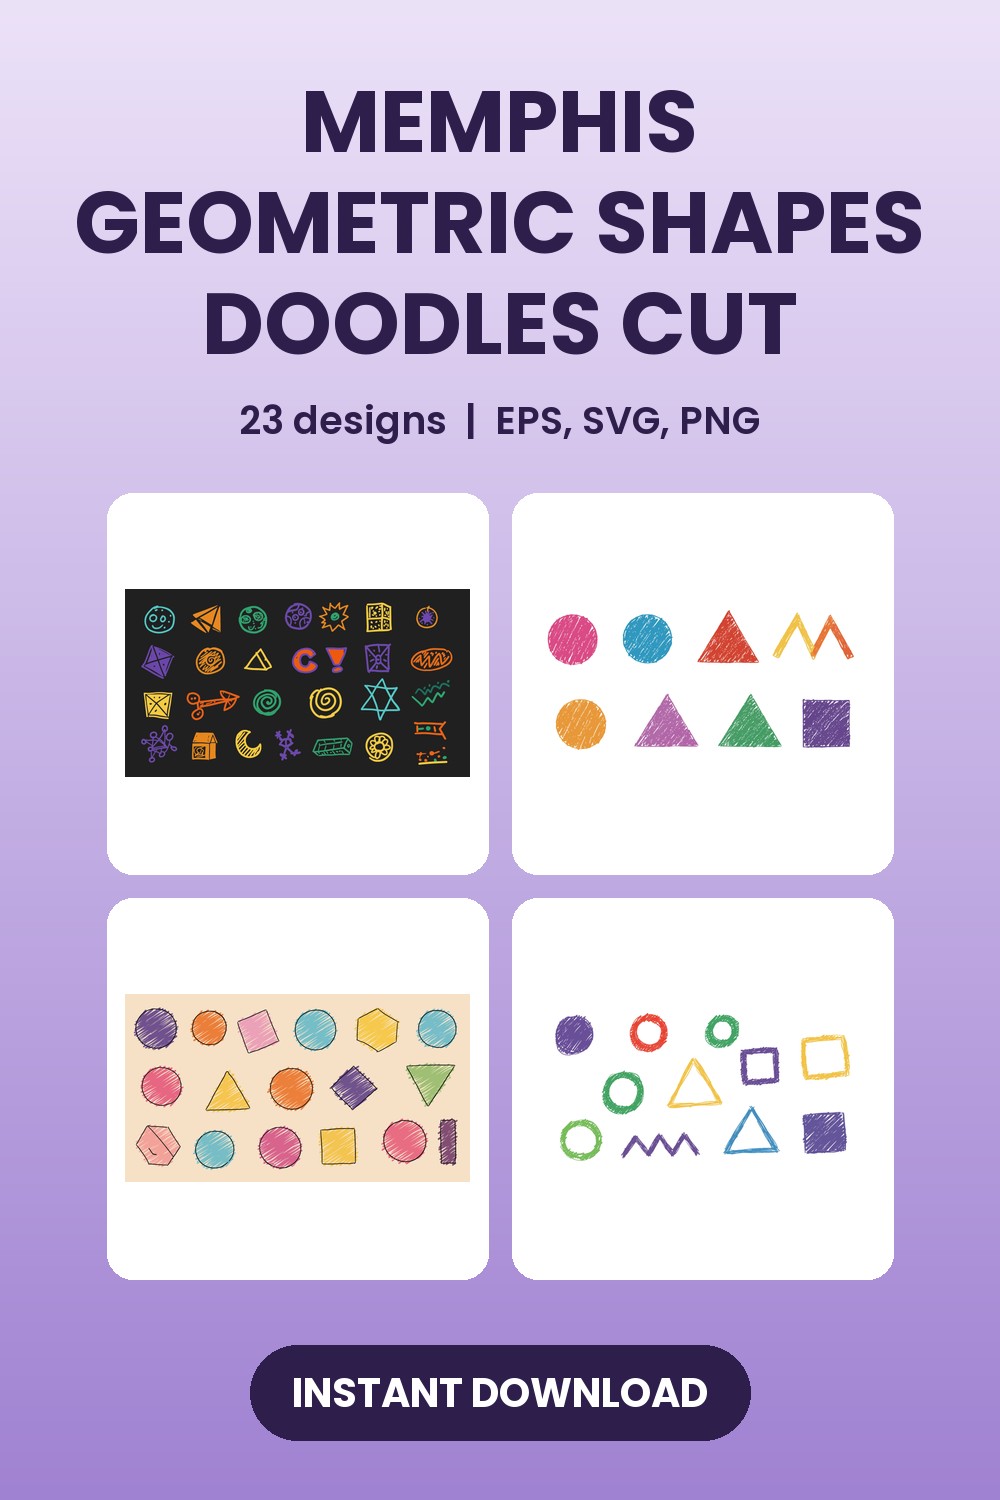 MEMPHIS
GEOMETRIC SHAPES
DOODLES CUT
23 designs | EPS, SVG, PNG
C !
INSTANT DOWNLOAD